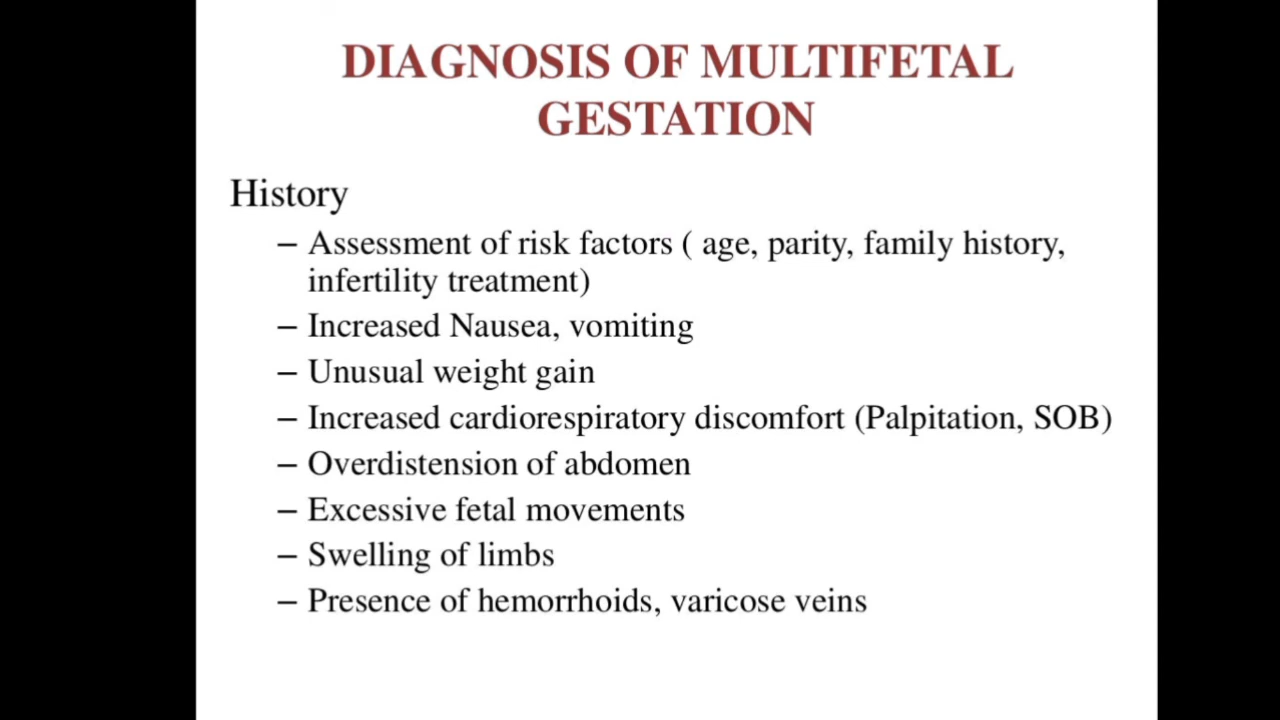 DIAGNOSIS OF MULTIFETAL
GESTATION
History
– Assessment of risk factors ( age, parity, family history,
infertility treatment)
– Increased Nausea, vomiting
– Unusual weight gain
– Increased cardiorespiratory discomfort (Palpitation, SOB)
– Overdistension of abdomen
– Excessive fetal movements
– Swelling of limbs
– Presence of hemorrhoids, varicose veins